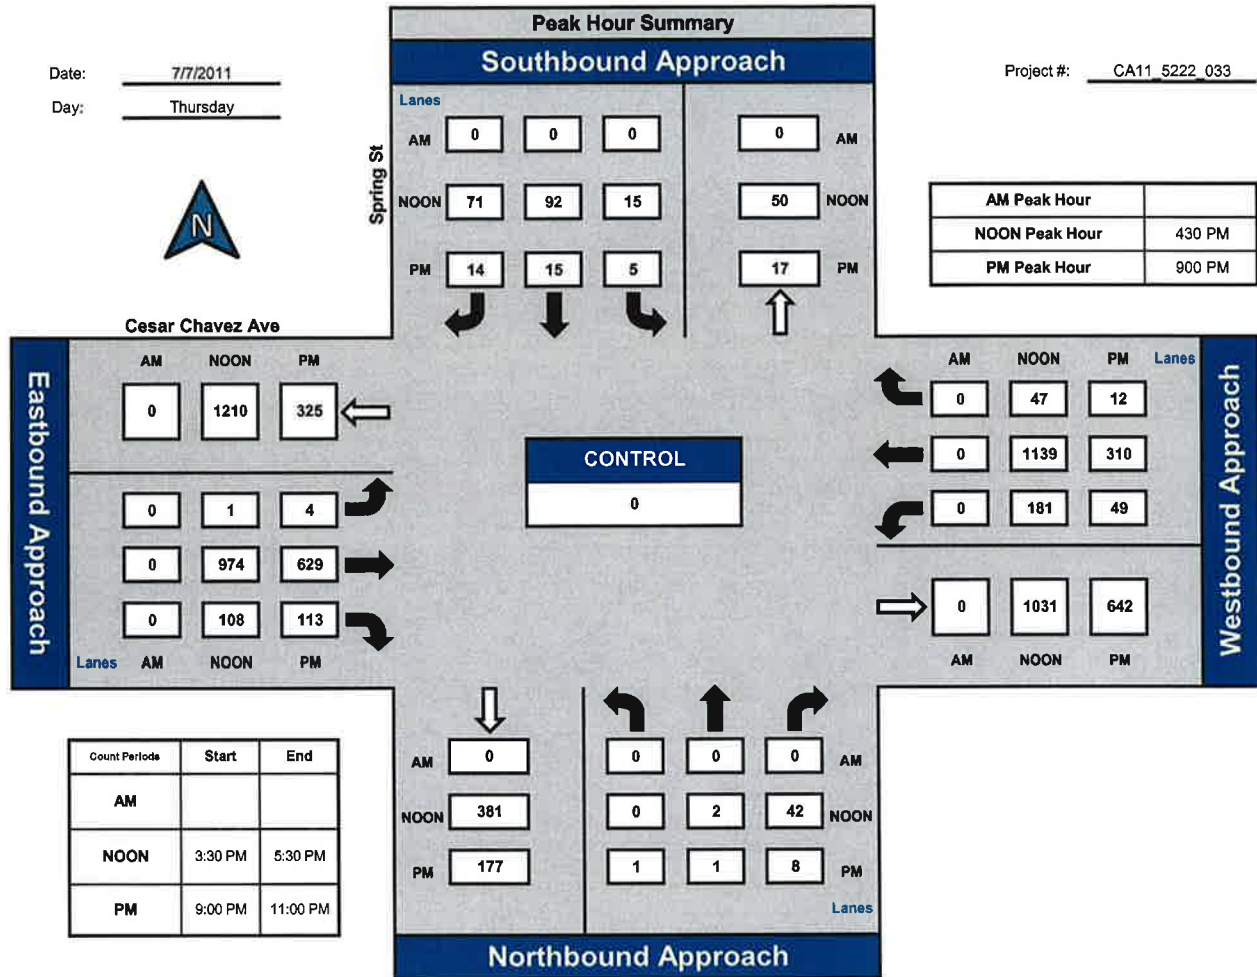 Peak Hour Summary
Southbound Approach
Date: 7/7/2011
Day: Thursday
Project #: CA11_5222_033
N
Spring St
Lanes
AM 0 0 0 0 AM
NOON 71 92 15 50 NOON
PM 14 15 5 17 PM
AM Peak Hour
NOON Peak Hour 430 PM
PM Peak Hour 900 PM
Cesar Chavez Ave
Eastbound Approach
AM NOON PM
0 1210 325
0 1 4
0 974 629
0 108 113
Lanes AM NOON PM
CONTROL
0
AM NOON PM Lanes
0 47 12
0 1139 310
0 181 49
0 1031 642
AM NOON PM
Westbound Approach
Count Periods Start End
AM
NOON 3:30 PM 5:30 PM
PM 9:00 PM 11:00 PM
AM 0 0 0 0 AM
NOON 381 0 2 42 NOON
PM 177 1 1 8 PM
Lanes
Northbound Approach